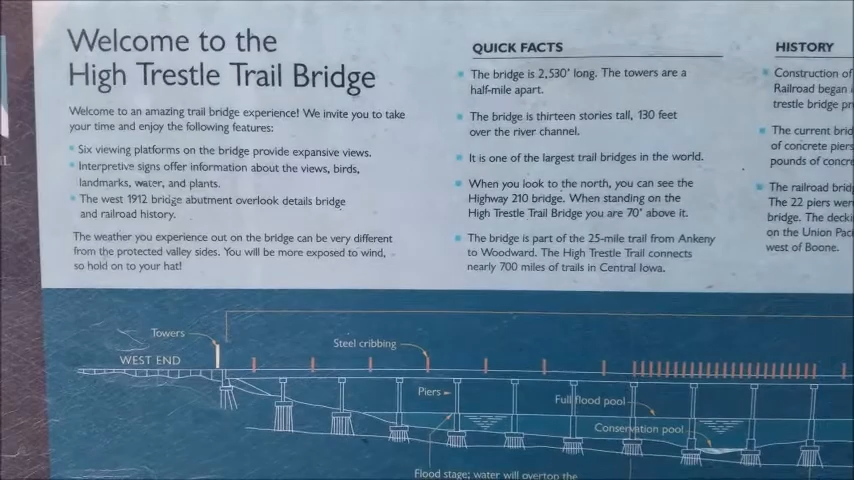 Welcome to the
High Trestle Trail Bridge
Welcome to an amazing trail bridge experience! We invite you to take
your time and enjoy the following features:
Six viewing platforms on the bridge provide expansive views.
Interpretive signs offer information about the views, birds,
landmarks, water, and plants.
The west 1912 bridge abutment overlook details bridge
and railroad history.
The weather you experience out on the bridge can be very different
from the protected valley sides. You will be more exposed to wind,
so hold on to your hat!
QUICK FACTS
The bridge is 2,530' long. The towers are a
half-mile apart.
The bridge is thirteen stories tall, 130 feet
over the river channel.
It is one of the largest trail bridges in the world.
When you look to the north, you can see the
Highway 210 bridge. When standing on the
High Trestle Trail Bridge you are 70' above it.
The bridge is part of the 25-mile trail from Ankeny
to Woodward. The High Trestle Trail connects
nearly 700 miles of trails in Central Iowa.
HISTORY
Construction of
Railroad began
trestle bridge
The current
of concrete piers
pounds of
The railroad
The 22 piers
bridge. The
on the Union
west of Boone.
Towers
WEST END
Steel cribbing
Piers
Full flood pool
Conservation pool
Flood stage; water will overtop the